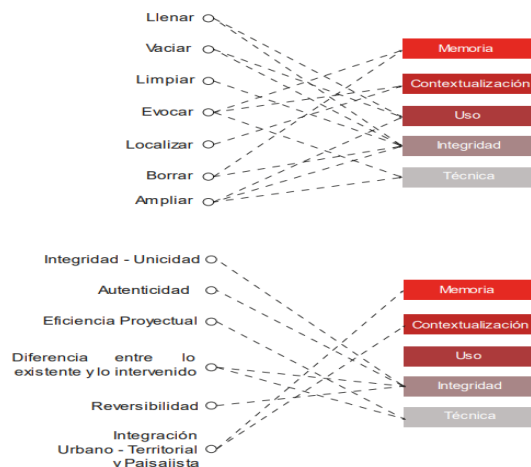 Llenar
Vaciar
Limpiar
Evocar
Localizar
Borrar
Ampliar
Memoria
Contextualización
Uso
Integridad
Técnica
Integridad - Unicidad
Autenticidad
Eficiencia Proyectual
Diferencia entre lo
existente y lo intervenido
Reversibilidad
Integración
Urbano - Territorial
y Paisajista
Memoria
Contextualización
Uso
Integridad
Técnica